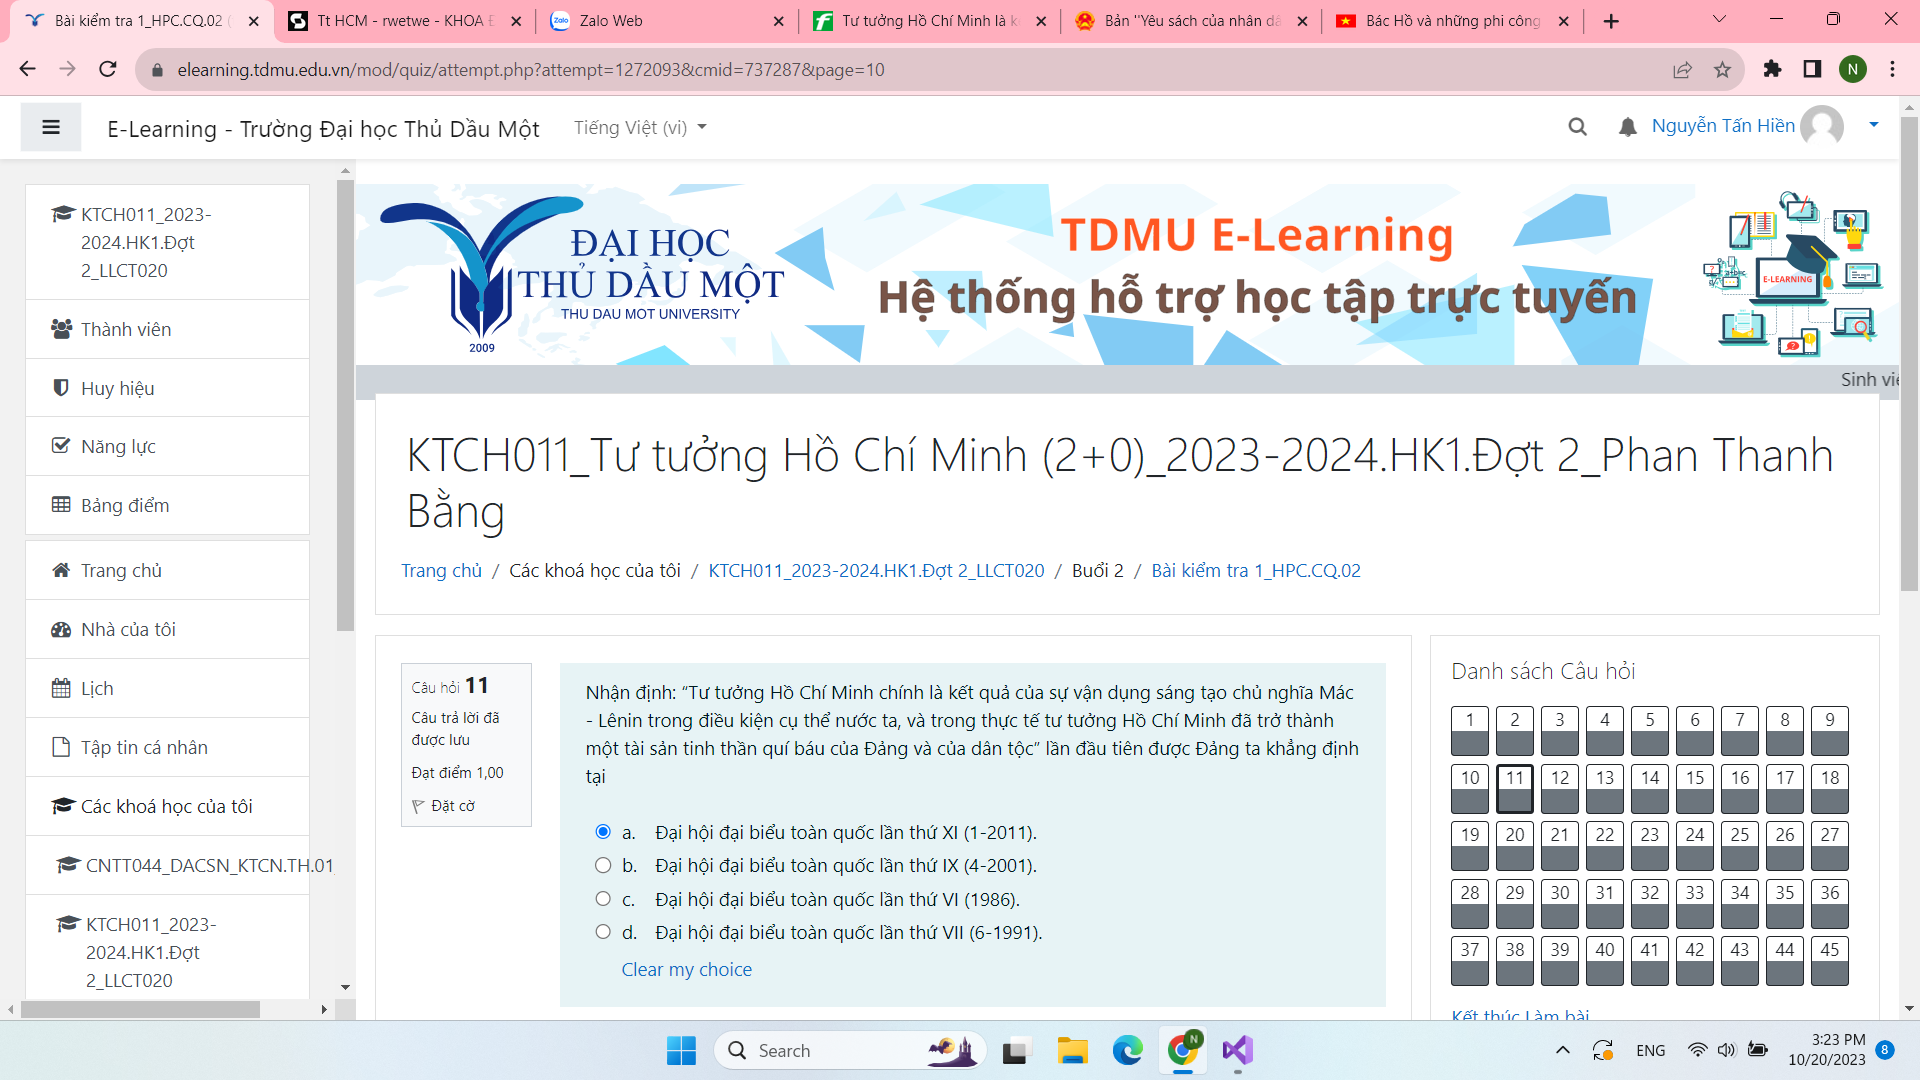 Bài kiểm tra 1_HPC.CQ.02 (
Tt HCM - rwetwe - KHOA Đ
Zalo Web
Tư tưởng Hồ Chí Minh là k
Bản "Yêu sách của nhân dâ
Bác Hồ và những phi công
elearning.tdmu.edu.vn/mod/quiz/attempt.php?attempt=1272093&cmid=737287&page=10
N
E-Learning - Trường Đại học Thủ Dầu Một
Tiếng Việt (vi)
Nguyễn Tấn Hiền
KTCH011_2023-
2024.HK1.Đợt
2_LLCT020
Thành viên
Huy hiệu
Năng lực
Bảng điểm
Trang chủ
Nhà của tôi
Lịch
Tập tin cá nhân
Các khoá học của tôi
CNTT044_DACSN_KTCN.TH.01
KTCH011_2023-
2024.HK1.Đợt
2_LLCT020
ĐẠI HỌC
THỦ DẦU MỘT
THU DAU MOT UNIVERSITY
2009
TDMU E-Learning
Hệ thống hỗ trợ học tập trực tuyến
E-LEARNING
Sinh viê
KTCH011_Tư tưởng Hồ Chí Minh (2+0)_2023-2024.HK1.Đợt 2_Phan Thanh
Bằng
Trang chủ / Các khoá học của tôi / KTCH011_2023-2024.HK1.Đợt 2_LLCT020 / Buổi 2 / Bài kiểm tra 1_HPC.CQ.02
Câu hỏi 11
Câu trả lời đã
được lưu
Đạt điểm 1,00
Đặt cờ
Nhận định: “Tư tưởng Hồ Chí Minh chính là kết quả của sự vận dụng sáng tạo chủ nghĩa Mác
- Lênin trong điều kiện cụ thể nước ta, và trong thực tế tư tưởng Hồ Chí Minh đã trở thành
một tài sản tinh thần quí báu của Đảng và của dân tộc” lần đầu tiên được Đảng ta khẳng định
tại
a. Đại hội đại biểu toàn quốc lần thứ XI (1-2011).
b. Đại hội đại biểu toàn quốc lần thứ IX (4-2001).
c. Đại hội đại biểu toàn quốc lần thứ VI (1986).
d. Đại hội đại biểu toàn quốc lần thứ VII (6-1991).
Clear my choice
Danh sách Câu hỏi
1 2 3 4 5 6 7 8 9
10 11 12 13 14 15 16 17 18
19 20 21 22 23 24 25 26 27
28 29 30 31 32 33 34 35 36
37 38 39 40 41 42 43 44 45
Kết thúc Làm bài
Search
N
ENG
3:23 PM
10/20/2023
8